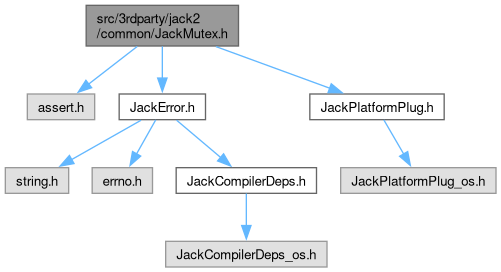 src/3rdparty/jack2
/common/JackMutex.h
assert.h
JackError.h
JackPlatformPlug.h
string.h
errno.h
JackCompilerDeps.h
JackPlatformPlug_os.h
JackCompilerDeps_os.h